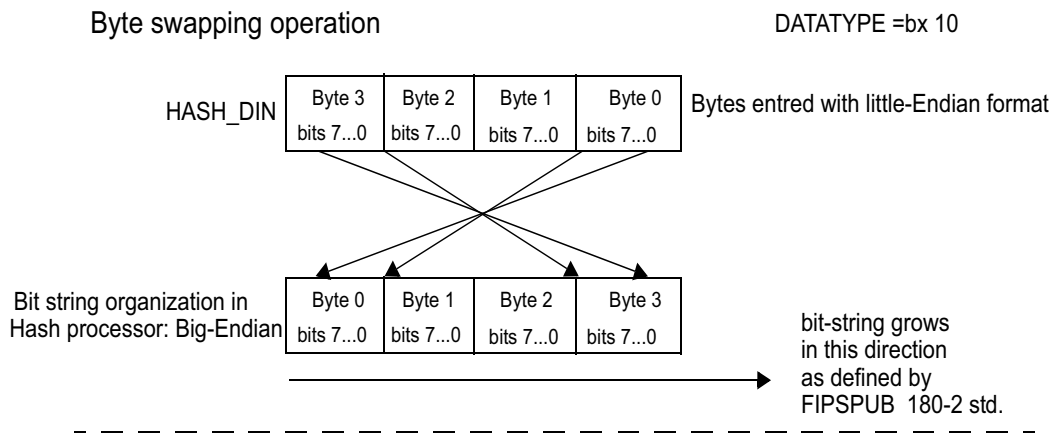 Byte swapping operation
DATATYPE =bx 10
HASH_DIN
Byte 3 Byte 2 Byte 1 Byte 0
bits 7...0 bits 7...0 bits 7...0 bits 7...0
Bytes entred with little-Endian format
Bit string organization in
Hash processor: Big-Endian
Byte 0 Byte 1 Byte 2 Byte 3
bits 7...0 bits 7...0 bits 7...0 bits 7...0
bit-string grows
in this direction
as defined by
FIPSPUB 180-2 std.